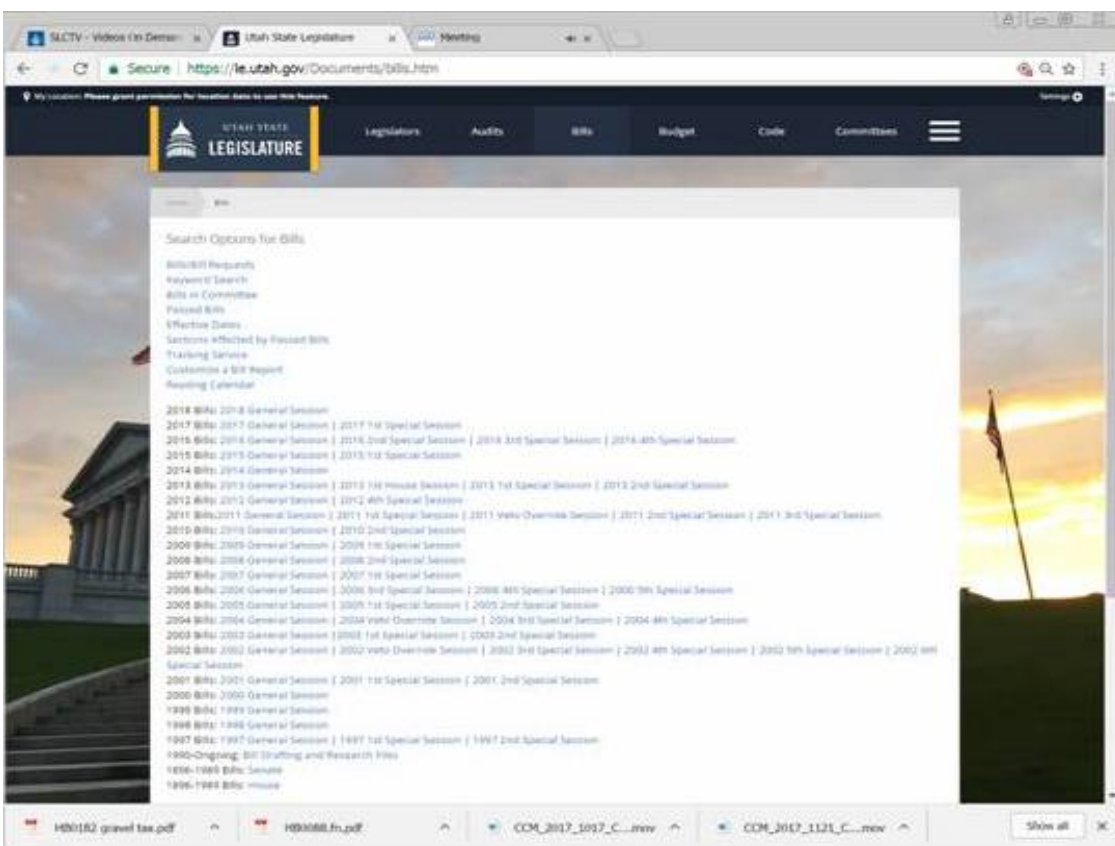 SLCTV - Videos On Deman
Utah State Legislature
Meeting
Secure https://le.utah.gov/Documents/bills.htm
My Location: Please grant permission for location data to use this feature.
Settings
UTAH STATE
LEGISLATURE
Legislators Audits Bills Budget Code Committees
Home Bills
Search Options for Bills
Bills/Bill Requests
Keyword Search
Bills in Committee
Passed Bills
Effective Dates
Sections Affected by Passed Bills
Tracking Service
Customize a Bill Report
Reading Calendar
2018 Bills: 2018 General Session
2017 Bills: 2017 General Session | 2017 1st Special Session
2016 Bills: 2016 General Session | 2016 2nd Special Session | 2016 3rd Special Session | 2016 4th Special Session
2015 Bills: 2015 General Session | 2015 1st Special Session
2014 Bills: 2014 General Session
2013 Bills: 2013 General Session | 2013 1st House Session | 2013 1st Special Session | 2013 2nd Special Session
2012 Bills: 2012 General Session | 2012 4th Special Session
2011 Bills:2011 General Session | 2011 1st Special Session | 2011 Veto Override Session | 2011 2nd Special Session | 2011 3rd Special Session
2010 Bills: 2010 General Session | 2010 2nd Special Session
2009 Bills: 2009 General Session | 2009 1st Special Session
2008 Bills: 2008 General Session | 2008 2nd Special Session
2007 Bills: 2007 General Session | 2007 1st Special Session
2006 Bills: 2006 General Session | 2006 3rd Special Session | 2006 4th Special Session | 2006 5th Special Session
2005 Bills: 2005 General Session | 2005 1st Special Session | 2005 2nd Special Session
2004 Bills: 2004 General Session | 2004 Veto Override Session | 2004 3rd Special Session | 2004 4th Special Session
2003 Bills: 2003 General Session |2003 1st Special Session | 2003 2nd Special Session
2002 Bills: 2002 General Session | 2002 Veto Override Session | 2002 3rd Special Session | 2002 4th Special Session | 2002 5th Special Session | 2002 6th
Special Session
2001 Bills: 2001 General Session | 2001 1st Special Session | 2001 2nd Special Session
2000 Bills: 2000 General Session
1999 Bills: 1999 General Session
1998 Bills: 1998 General Session
1997 Bills: 1997 General Session | 1997 1st Special Session | 1997 2nd Special Session
1990-Ongoing: Bill Drafting and Research Files
1896-1989 Bills: Senate
1896-1989 Bills: House
HB0182 gravel tax.pdf HB0088.fn.pdf CCM_2017_1017_C....mov CCM_2017_1121_C....mov Show all